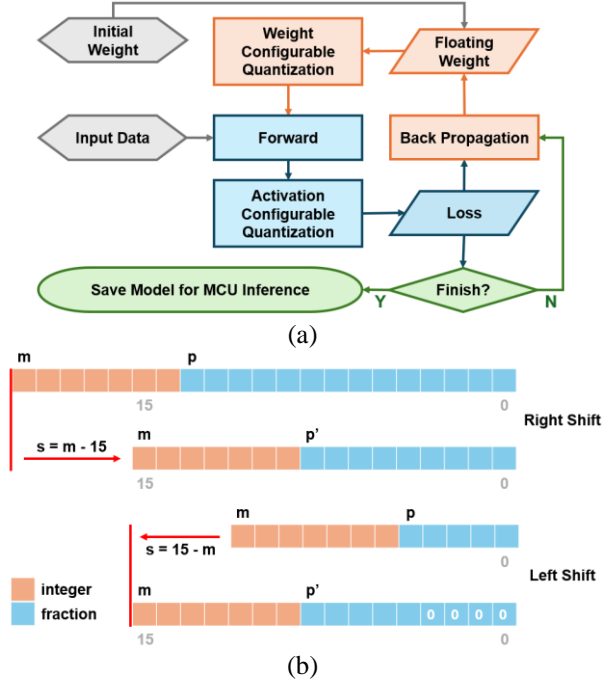 Initial
Weight
Weight
Configurable
Quantization
Floating
Weight
Input Data
Forward
Back Propagation
Activation
Configurable
Quantization
Loss
Save Model for MCU Inference
Y
Finish?
N
(a)
m p
15 0
Right Shift
s = m - 15
m p'
15 0
m p
s = 15 - m
0
Left Shift
integer
m p'
fraction
0 0 0 0
15 0
(b)